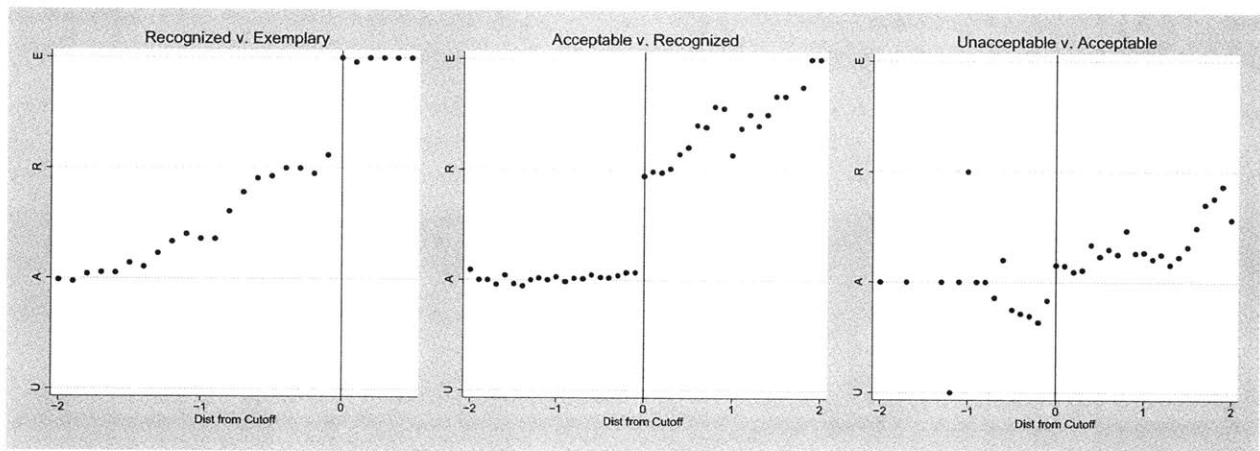 Recognized v. Exemplary
E
R
A
U
-2
-1
0
Dist from Cutoff
Acceptable v. Recognized
E
R
A
U
-2
-1
0
1
2
Dist from Cutoff
Unacceptable v. Acceptable
E
R
A
U
-2
-1
0
1
2
Dist from Cutoff